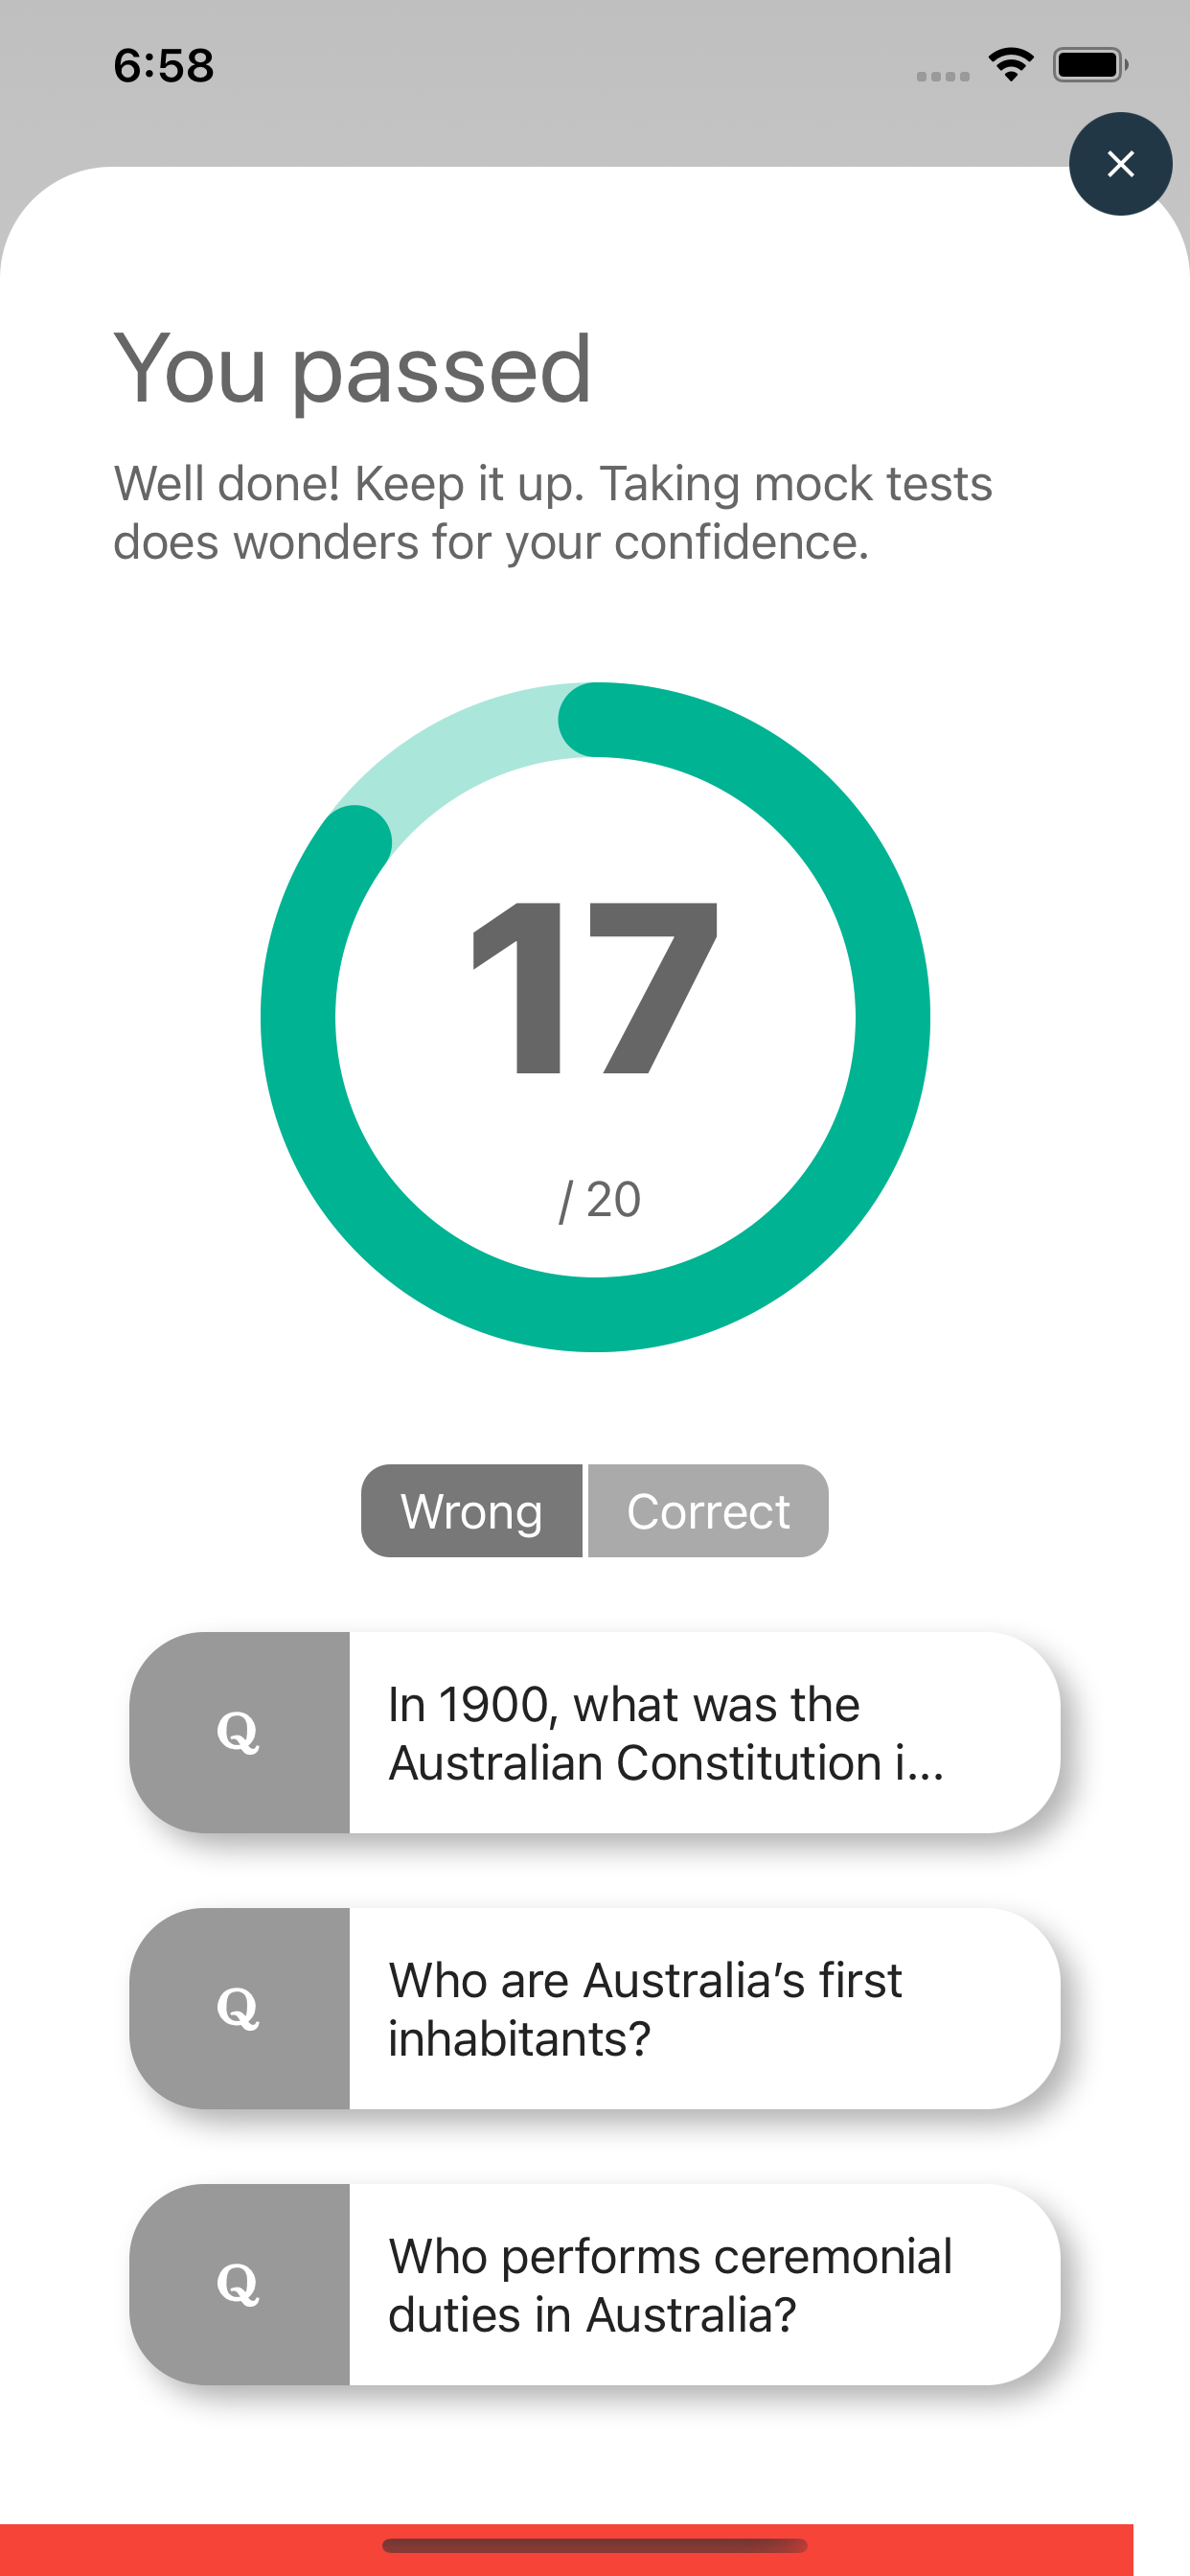 6:58
You passed
Well done! Keep it up. Taking mock tests
does wonders for your confidence.
17
/ 20
Wrong
Correct
Q
In 1900, what was the
Australian Constitution i...
Q
Who are Australia’s first
inhabitants?
Q
Who performs ceremonial
duties in Australia?